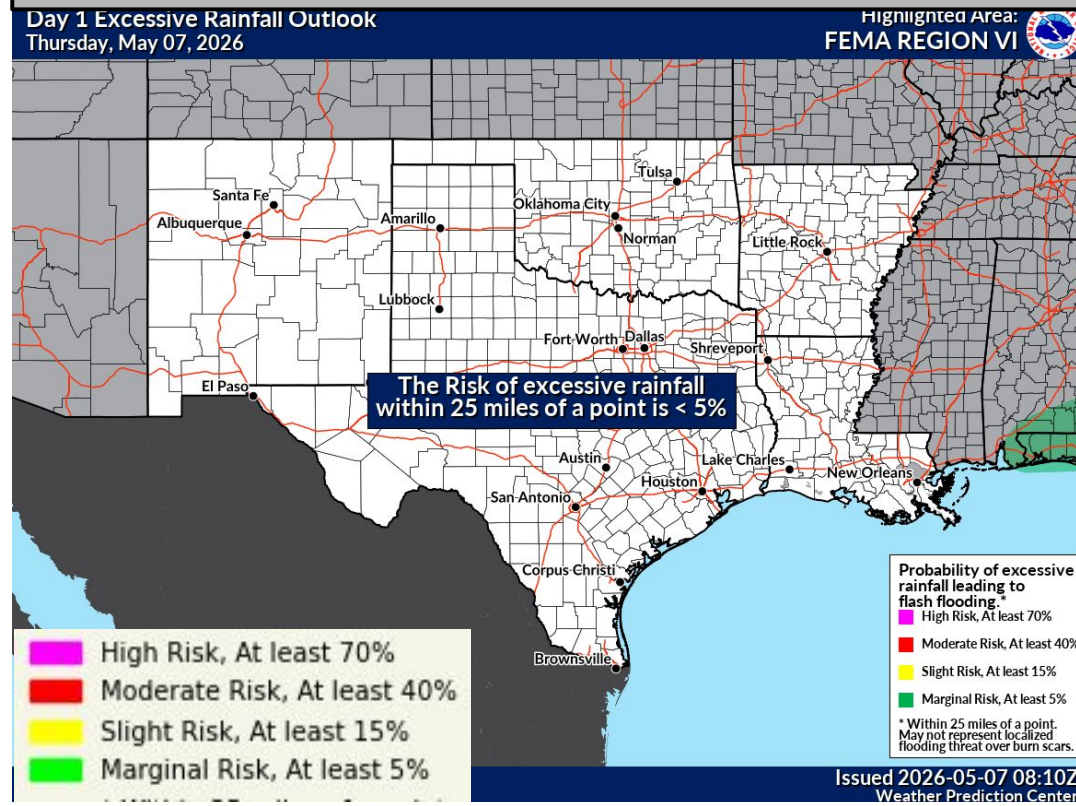 Day 1 Excessive Rainfall Outlook
Thursday, May 07, 2026
Highlighted Area:
FEMA REGION VI
Santa Fe
Albuquerque
Amarillo
Tulsa
Oklahoma City
Norman
Little Rock
Lubbock
Fort Worth
Dallas
Shreveport
El Paso
The Risk of excessive rainfall
within 25 miles of a point is < 5%
Austin
Lake Charles
Houston
New Orleans
San Antonio
Corpus Christi
Brownsville
Probability of excessive
rainfall leading to
flash flooding.*
High Risk, At least 70%
Moderate Risk, At least 40%
Slight Risk, At least 15%
Marginal Risk, At least 5%
* Within 25 miles of a point.
May not represent localized
flooding threat over burn scars.
High Risk, At least 70%
Moderate Risk, At least 40%
Slight Risk, At least 15%
Marginal Risk, At least 5%
Issued 2026-05-07 08:10Z
Weather Prediction Center